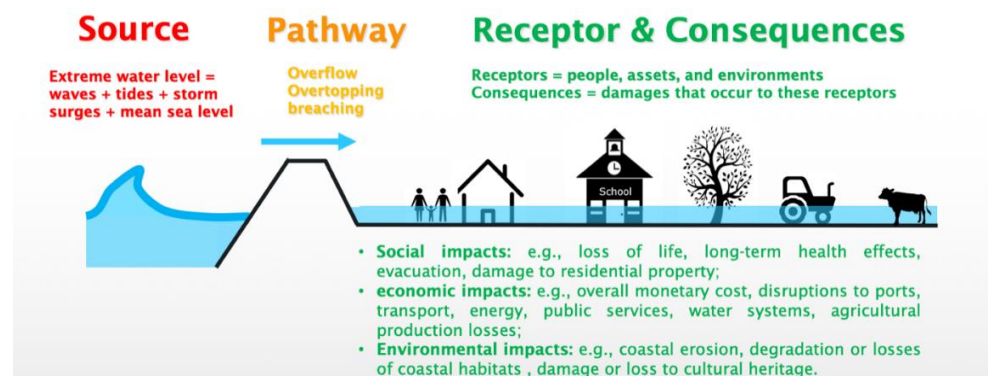 Source
Pathway
Receptor & Consequences
Extreme water level =
waves + tides + storm
surges + mean sea level
Overflow
Overtopping
breaching
Receptors = people, assets, and environments
Consequences = damages that occur to these receptors
School
• Social impacts: e.g., loss of life, long-term health effects,
evacuation, damage to residential property;
• economic impacts: e.g., overall monetary cost, disruptions to ports,
transport, energy, public services, water systems, agricultural
production losses;
• Environmental impacts: e.g., coastal erosion, degradation or losses
of coastal habitats , damage or loss to cultural heritage.